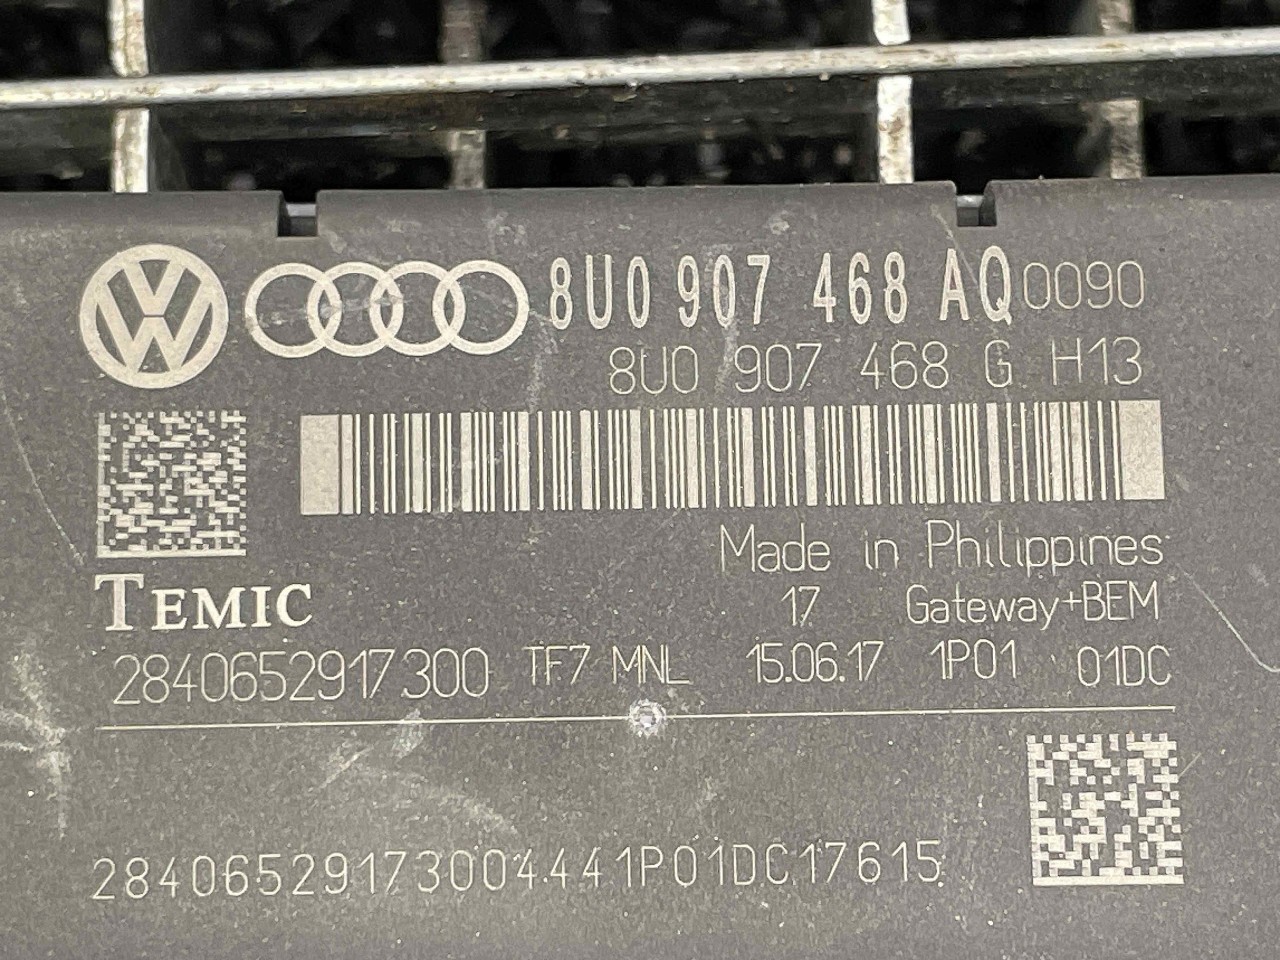 8U0 907 468 AQ 0090
8U0 907 468 G H13
Made in Philippines
TEMIC 17 Gateway+BEM
2840652917300 TF7 MNL 15.06.17 1P01 01DC
28406529173004441P01DC17615